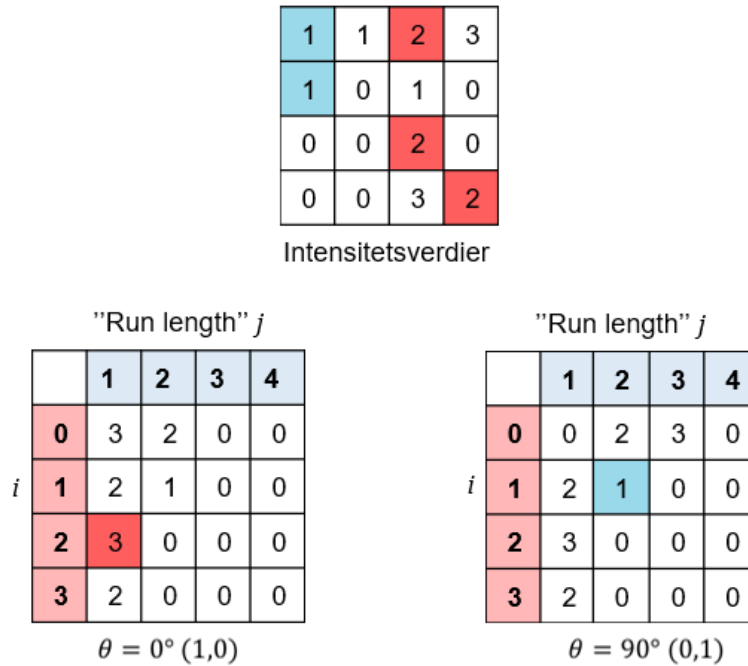 1 1 2 3
1 0 1 0
0 0 2 0
0 0 3 2
Intensitetsverdier
”Run length” j
1 2 3 4
0 3 2 0 0
i 1 2 1 0 0
2 3 0 0 0
3 2 0 0 0
θ = 0° (1,0)
”Run length” j
1 2 3 4
0 0 2 3 0
i 1 2 1 0 0
2 3 0 0 0
3 2 0 0 0
θ = 90° (0,1)